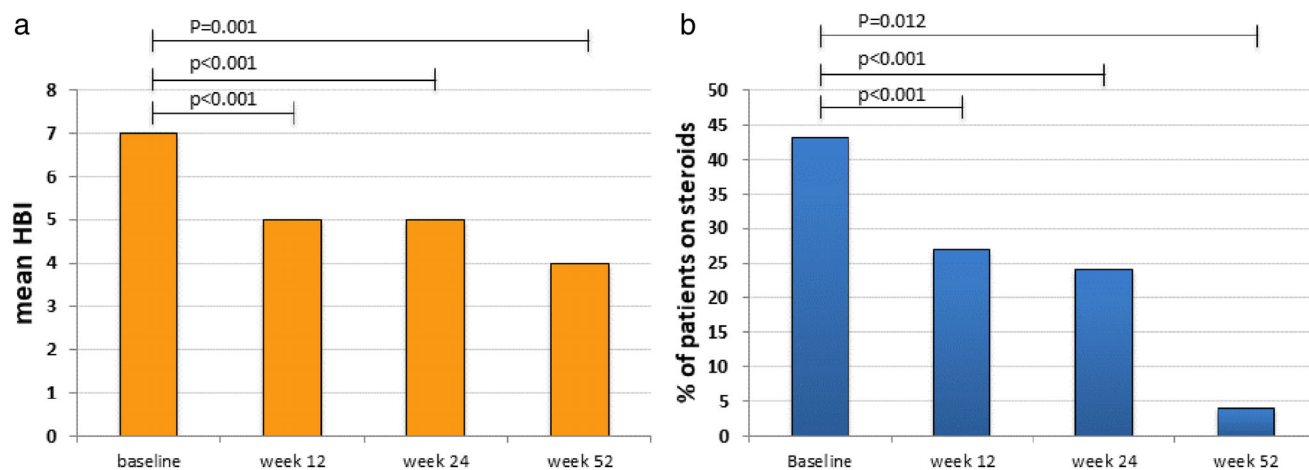 a
P=0.001
p<0.001
p<0.001
mean HBI
8
7
6
5
4
3
2
1
0
baseline week 12 week 24 week 52
b
P=0.012
p<0.001
p<0.001
% of patients on steroids
50
45
40
35
30
25
20
15
10
5
0
Baseline week 12 week 24 week 52